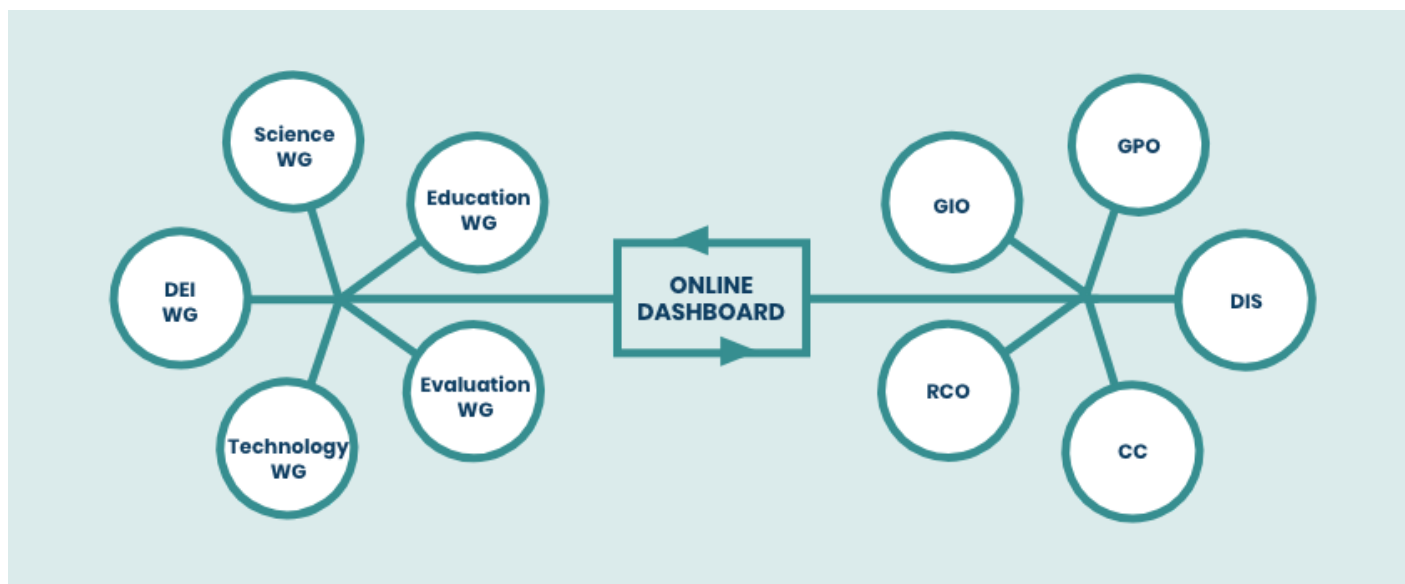 Science
WG
Education
WG
DEI
WG
Evaluation
WG
Technology
WG
ONLINE
DASHBOARD
GPO
GIO
DIS
RCO
CC